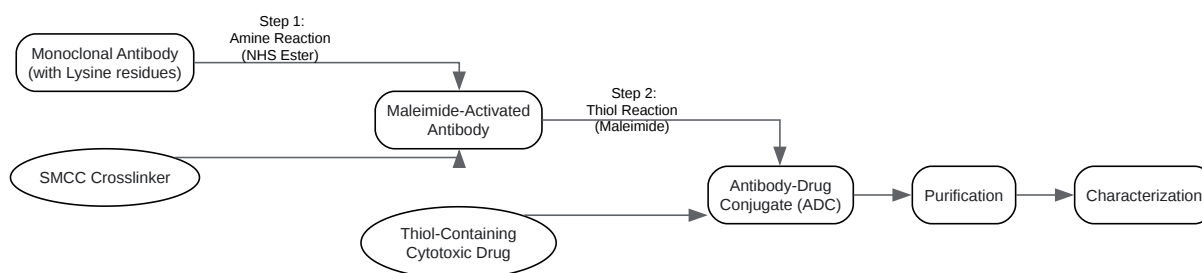 Step 1:
Amine Reaction
(NHS Ester)
Monoclonal Antibody
(with Lysine residues)
Step 2:
Thiol Reaction
(Maleimide)
Maleimide-Activated
Antibody
SMCC Crosslinker
Antibody-Drug
Conjugate (ADC)
Purification
Characterization
Thiol-Containing
Cytotoxic Drug